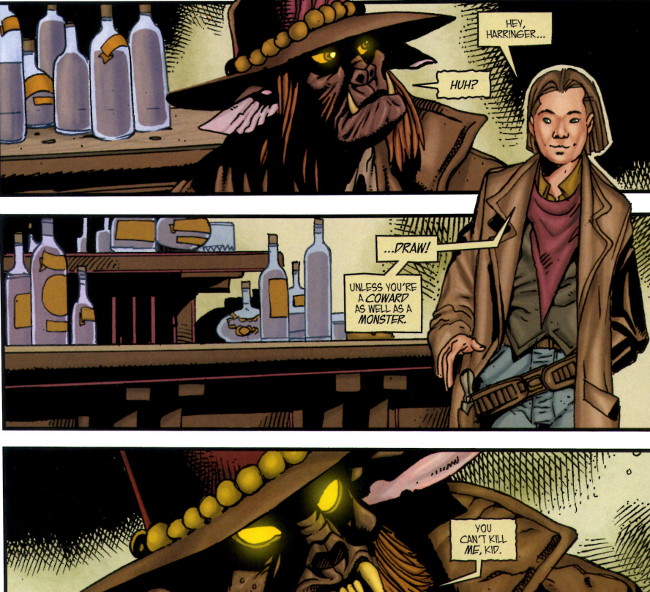 HEY,
HARRINGER...
HUH?
...DRAW!
UNLESS YOU'RE
A COWARD
AS WELL AS A
MONSTER.
YOU
CAN'T KILL
ME, KID.